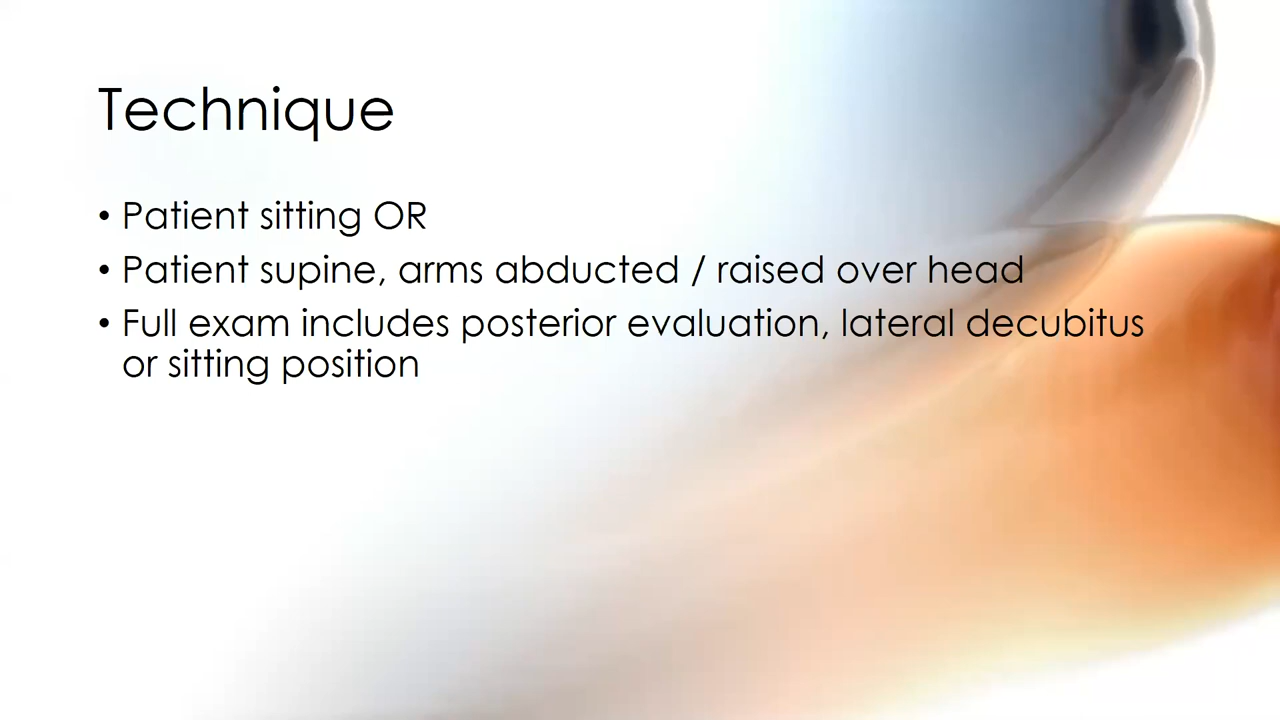 Technique
• Patient sitting OR
• Patient supine, arms abducted / raised over head
• Full exam includes posterior evaluation, lateral decubitus
or sitting position